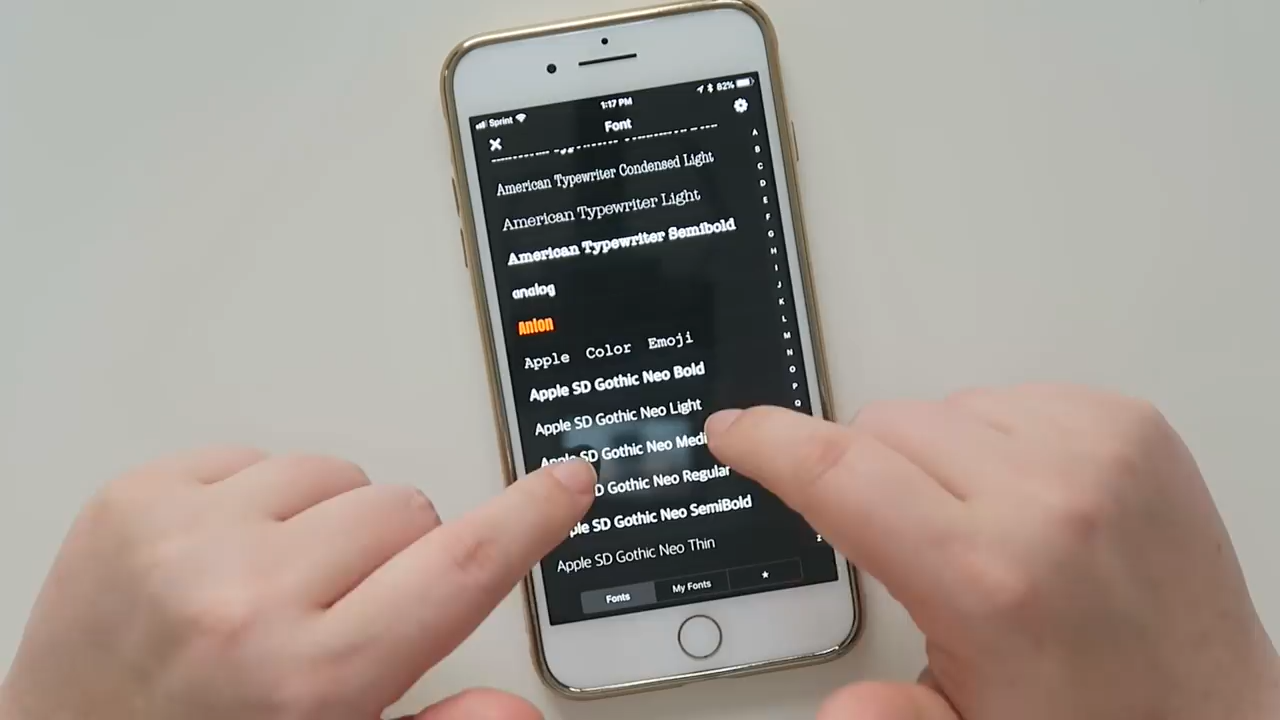 Sprint 1:17 PM 82%
Font
American Typewriter Condensed Light
American Typewriter Light
American Typewriter Semibold
analog
Anton
Apple Color Emoji
Apple SD Gothic Neo Bold
Apple SD Gothic Neo Light
Apple SD Gothic Neo Medi
D Gothic Neo Regular
ple SD Gothic Neo SemiBold
Apple SD Gothic Neo Thin
A
B
C
D
E
F
G
H
I
J
K
L
M
N
O
P
Q
Z
Fonts My Fonts